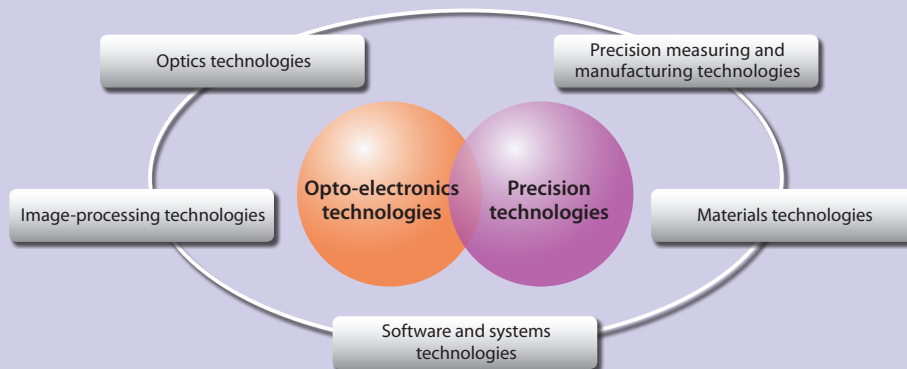 Optics technologies
Precision measuring and
manufacturing technologies
Opto-electronics
technologies
Precision
technologies
Image-processing technologies
Materials technologies
Software and systems
technologies